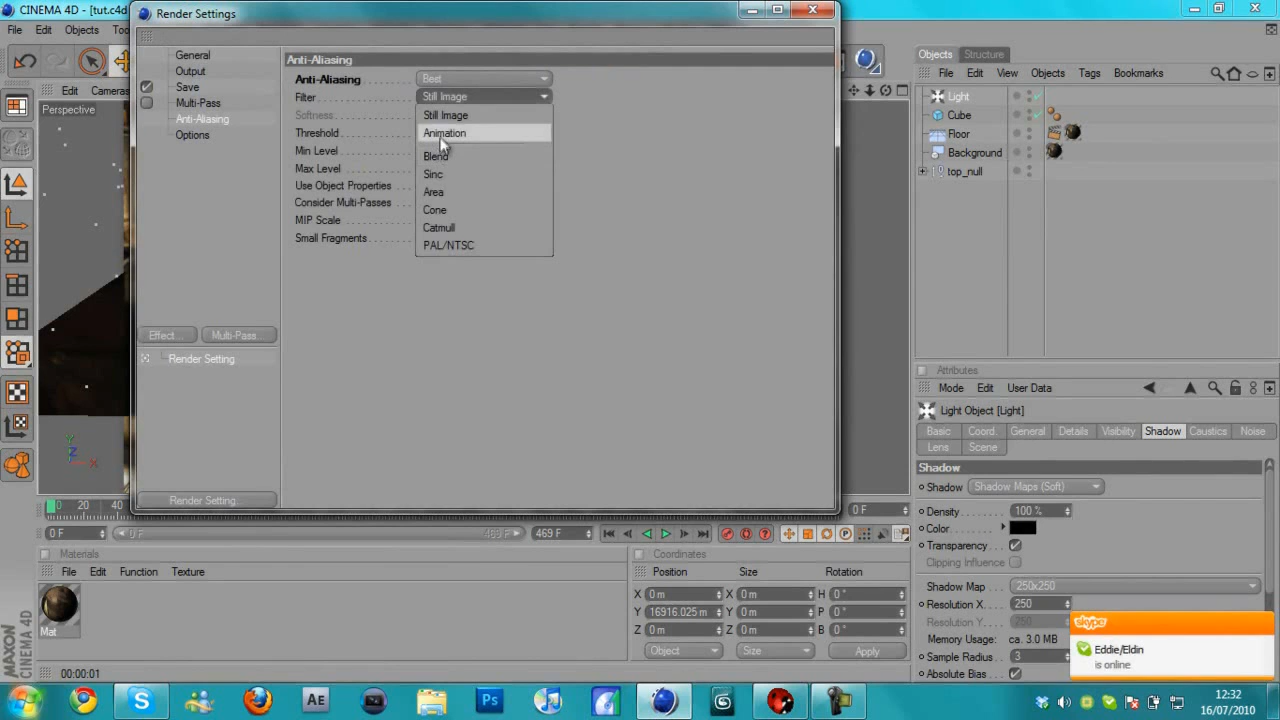 CINEMA 4D - [tut.c4d
File Edit Objects
Render Settings
General
Output
Save
Multi-Pass
Anti-Aliasing
Options
Effect...
Multi-Pass...
Render Setting
Render Setting...
Anti-Aliasing
Anti-Aliasing Best
Filter Still Image
Softness
Threshold
Min Level
Max Level
Use Object Properties
Consider Multi-Passes
MIP Scale
Small Fragments
Still Image
Animation
Blend
Sinc
Area
Cone
Catmull
PAL/NTSC
Edit Cameras
Perspective
Y
Z
X
Objects Structure
File Edit View Objects Tags Bookmarks
Light
Cube
Floor
Background
top_null
Attributes
Mode Edit User Data
Light Object [Light]
Basic Coord. General Details Visibility Shadow Caustics Noise
Lens Scene
Shadow
Shadow Shadow Maps (Soft)
Density 100 %
Color
Transparency
Clipping Influence
Shadow Map 250x250
Resolution X 250
Resolution Y 250
Memory Usage: ca. 3.0 MB
Sample Radius 3
Absolute Bias
0 20 40
0 F
0 F 0 F 469 F 469 F
Materials
File Edit Function Texture
Mat
Coordinates
Position Size Rotation
X 0 m X 0 m H 0 °
Y 16916.025 m Y 0 m P 0 °
Z 0 m Z 0 m B 0 °
Object Size Apply
MAXON
CINEMA 4D
00:00:01
skype
Eddie/Eldin
is online
AE
Ps
12:32
16/07/2010